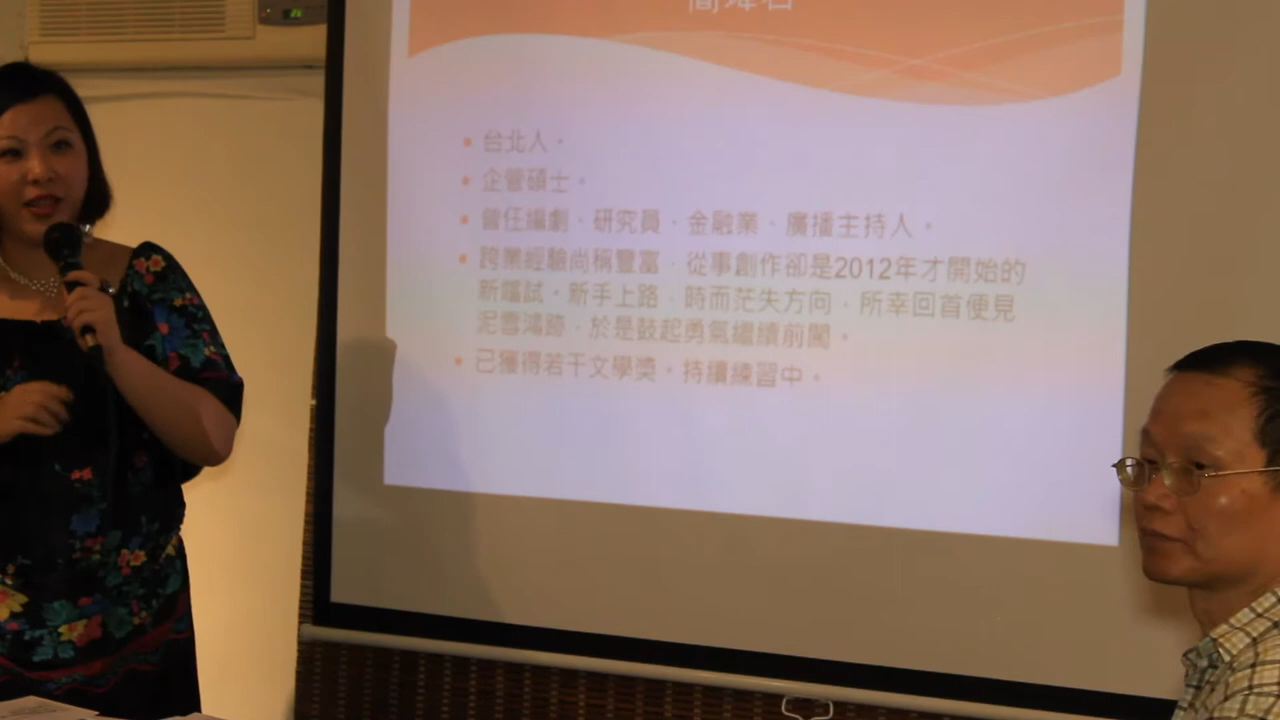 台北人。
企管碩士。
曾任編劇、研究員、金融業、廣播主持人。
跨業經驗尚稱豐富，從事創作卻是2012年才開始的
新嚐試。新手上路，時而茫失方向，所幸回首便見
泥雪鴻跡，於是鼓起勇氣繼續前闖。
已獲得若干文學獎。持續練習中。